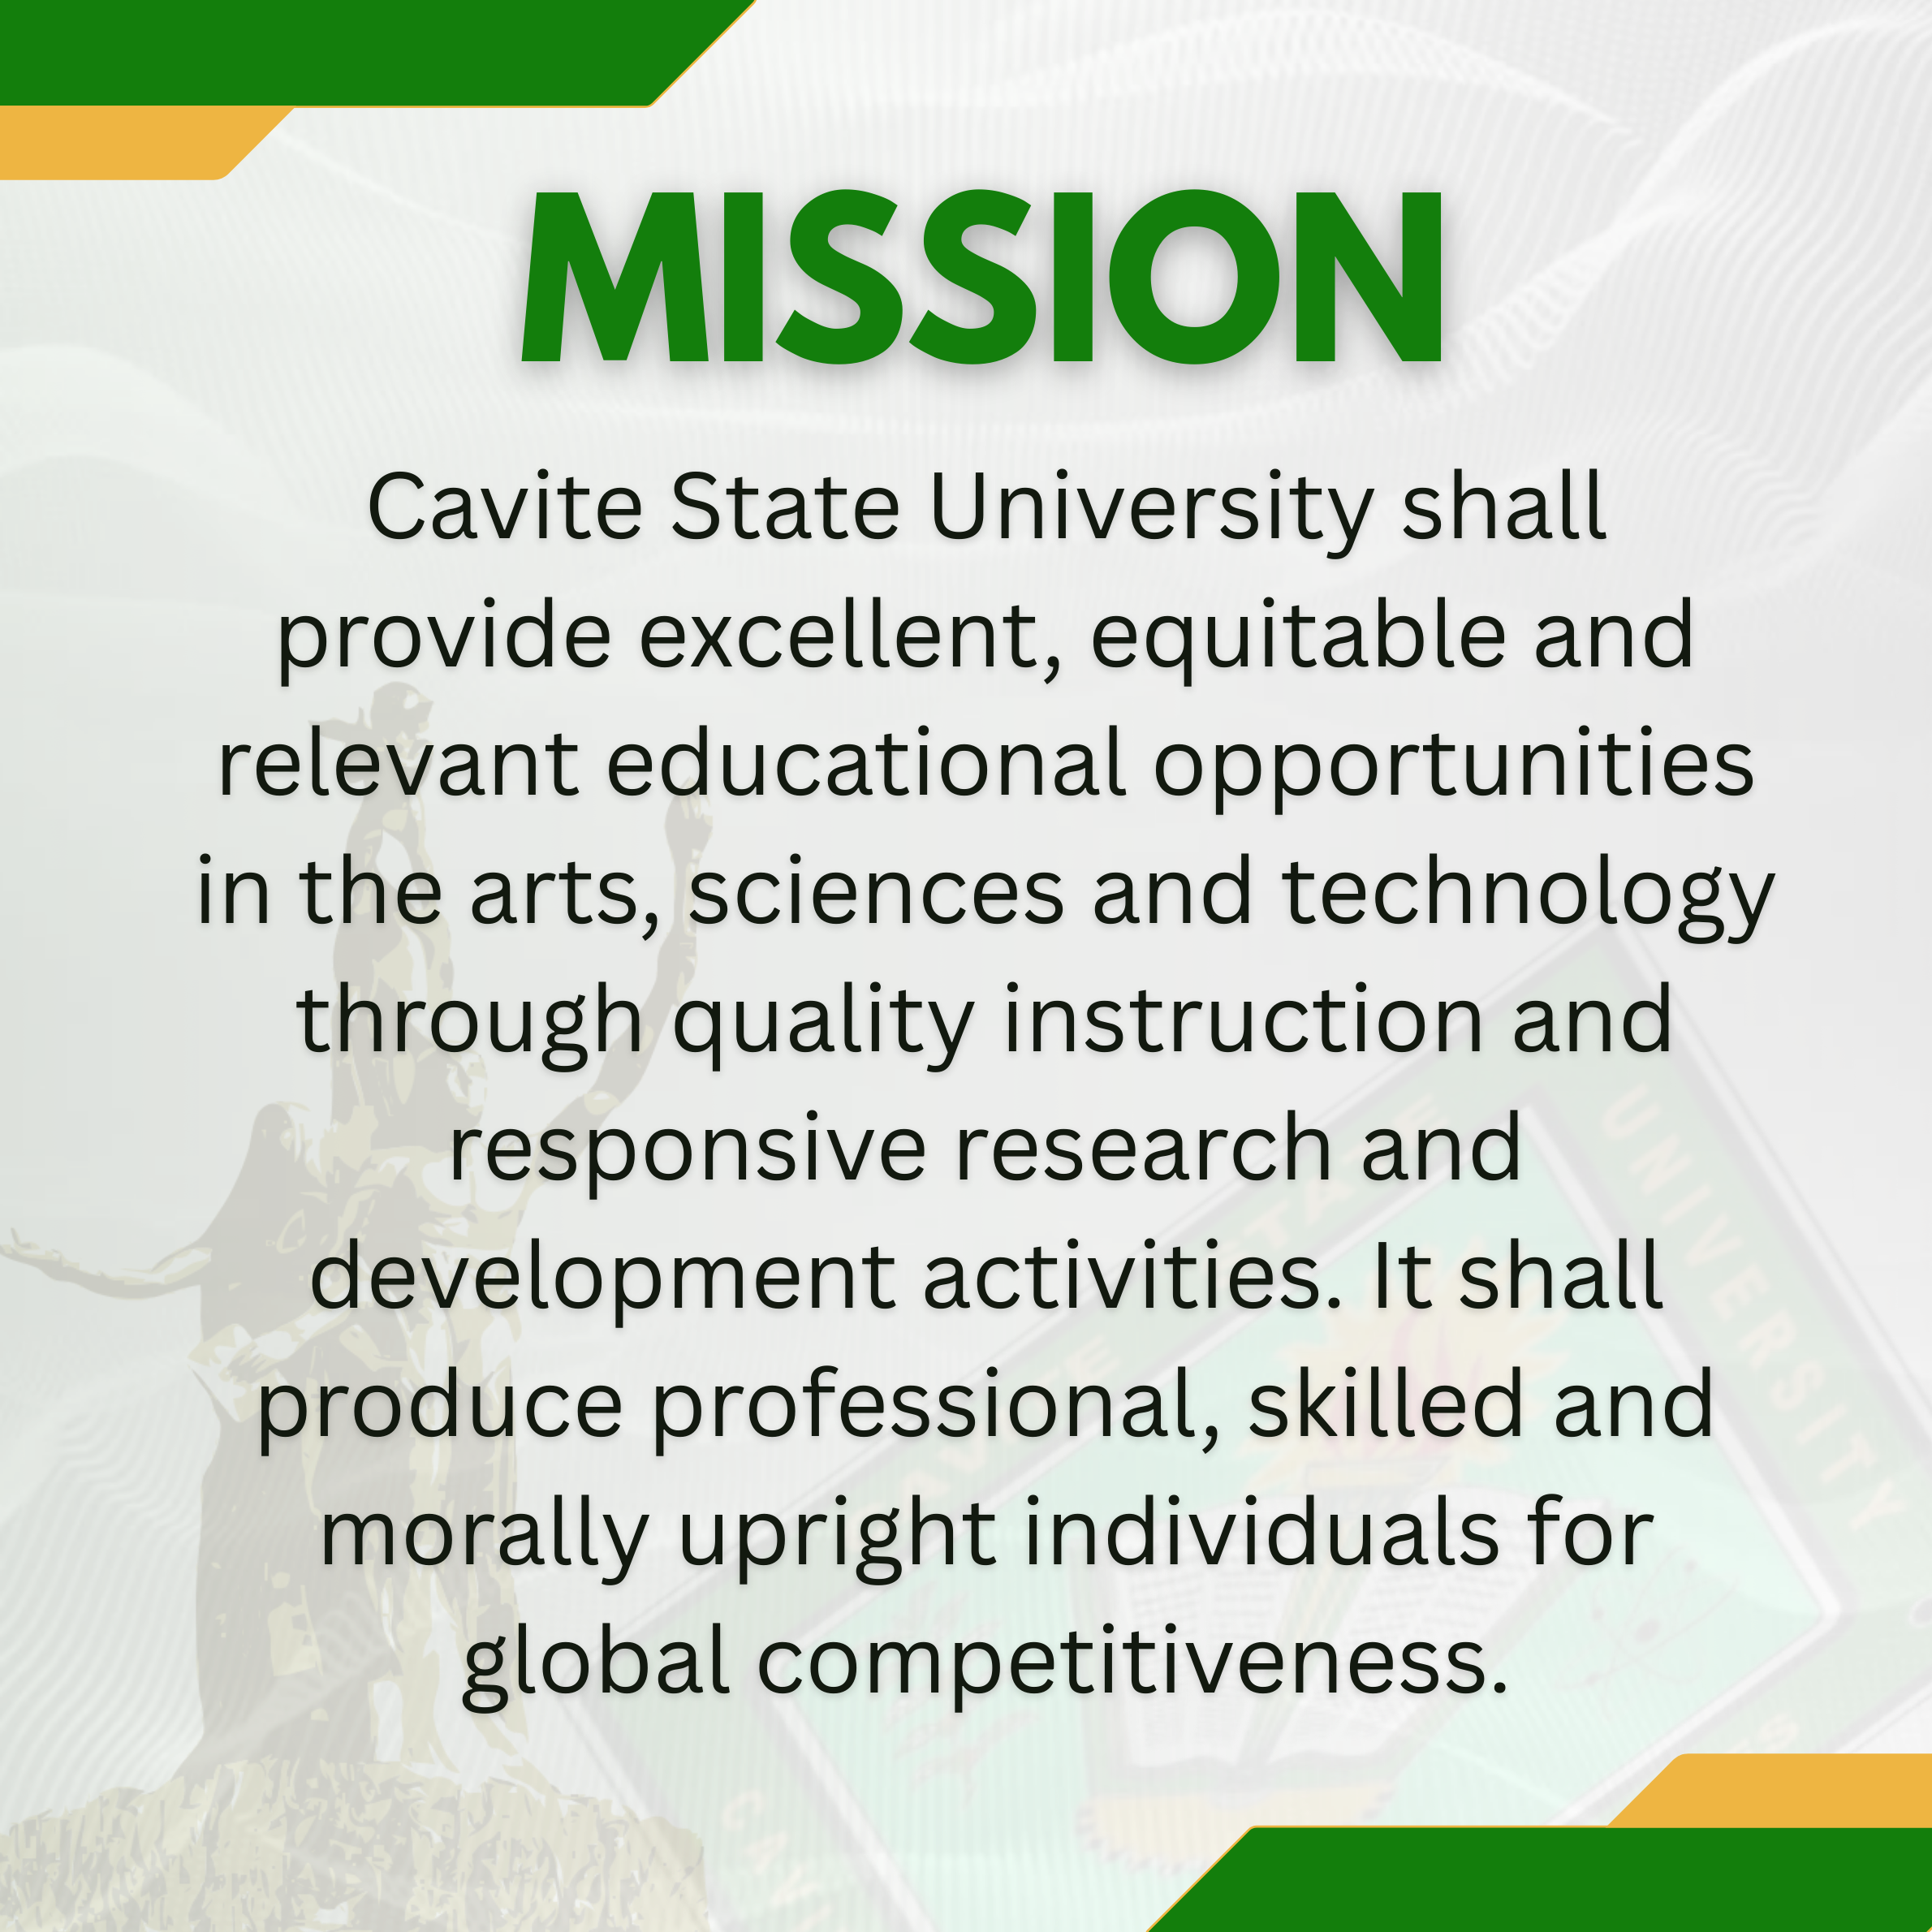 MISSION
Cavite State University shall
provide excellent, equitable and
relevant educational opportunities
in the arts, sciences and technology
through quality instruction and
responsive research and
development activities. It shall
produce professional, skilled and
morally upright individuals for
global competitiveness.
STATE
UNIVERSITY